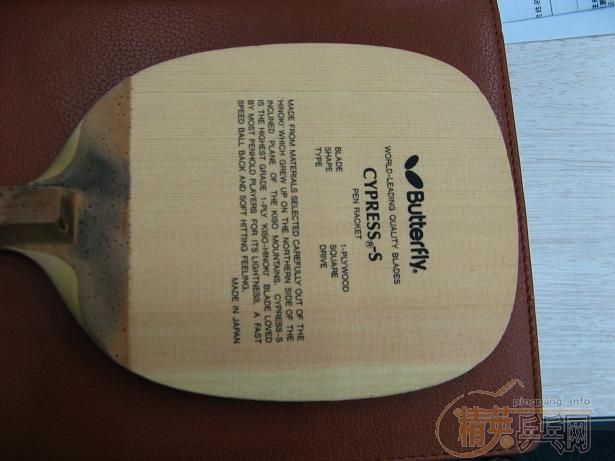 Butterfly®
WORLD-LEADING QUALITY BLADES
CYPRESS®-S
PEN RACKET
BLADE 1-PLYWOOD
SHAPE SQUARE
TYPE DRIVE
MADE FROM MATERIALS SELECTED CAREFULLY OUT OF THE
'HINOKI' WHICH GREW UP ON THE NORTHERN SIDE OF THE
INCLINED PLANE OF THE KISO MOUNTAINS, CYPRESS-S
IS THE HIGHEST GRADE 1-PLY 'KISO-HINOKI' BLADE LOVED
BY MOST PENHOLD PLAYERS FOR ITS LIGHTNESS, A FAST
SPEED BALL BACK AND SOFT HITTING FEELING.
MADE IN JAPAN
pingpang.info
精英乒乓网